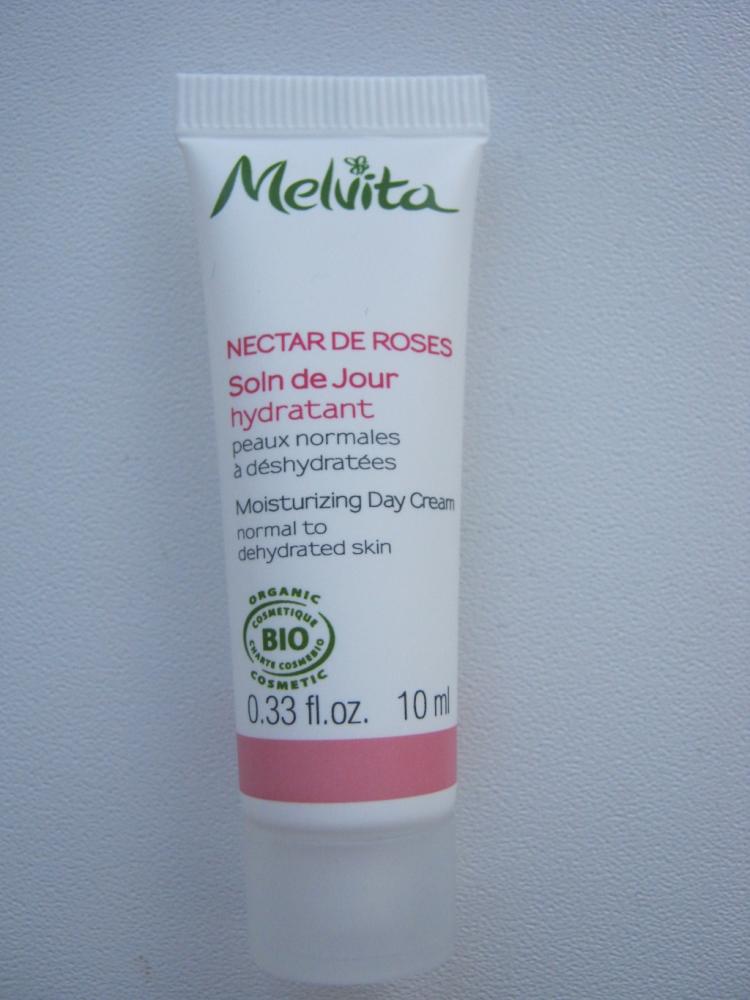 Melvita
NECTAR DE ROSES
Soin de Jour
hydratant
peaux normales
à déshydratées
Moisturizing Day Cream
normal to
dehydrated skin
ORGANIC
COSMETIQUE
BIO
CHARTE COSMEBIO
COSMETIC
0.33 fl.oz. 10 ml